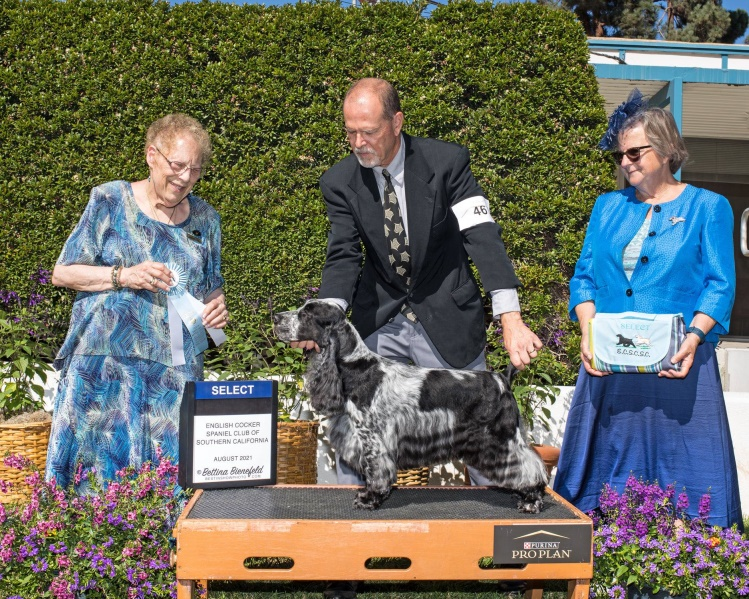 46
SELECT
E.C.S.C.S.C.
SELECT
ENGLISH COCKER
SPANIEL CLUB OF
SOUTHERN CALIFORNIA
AUGUST 2021
© Bettina Bienefeld
PURINA
PRO PLAN